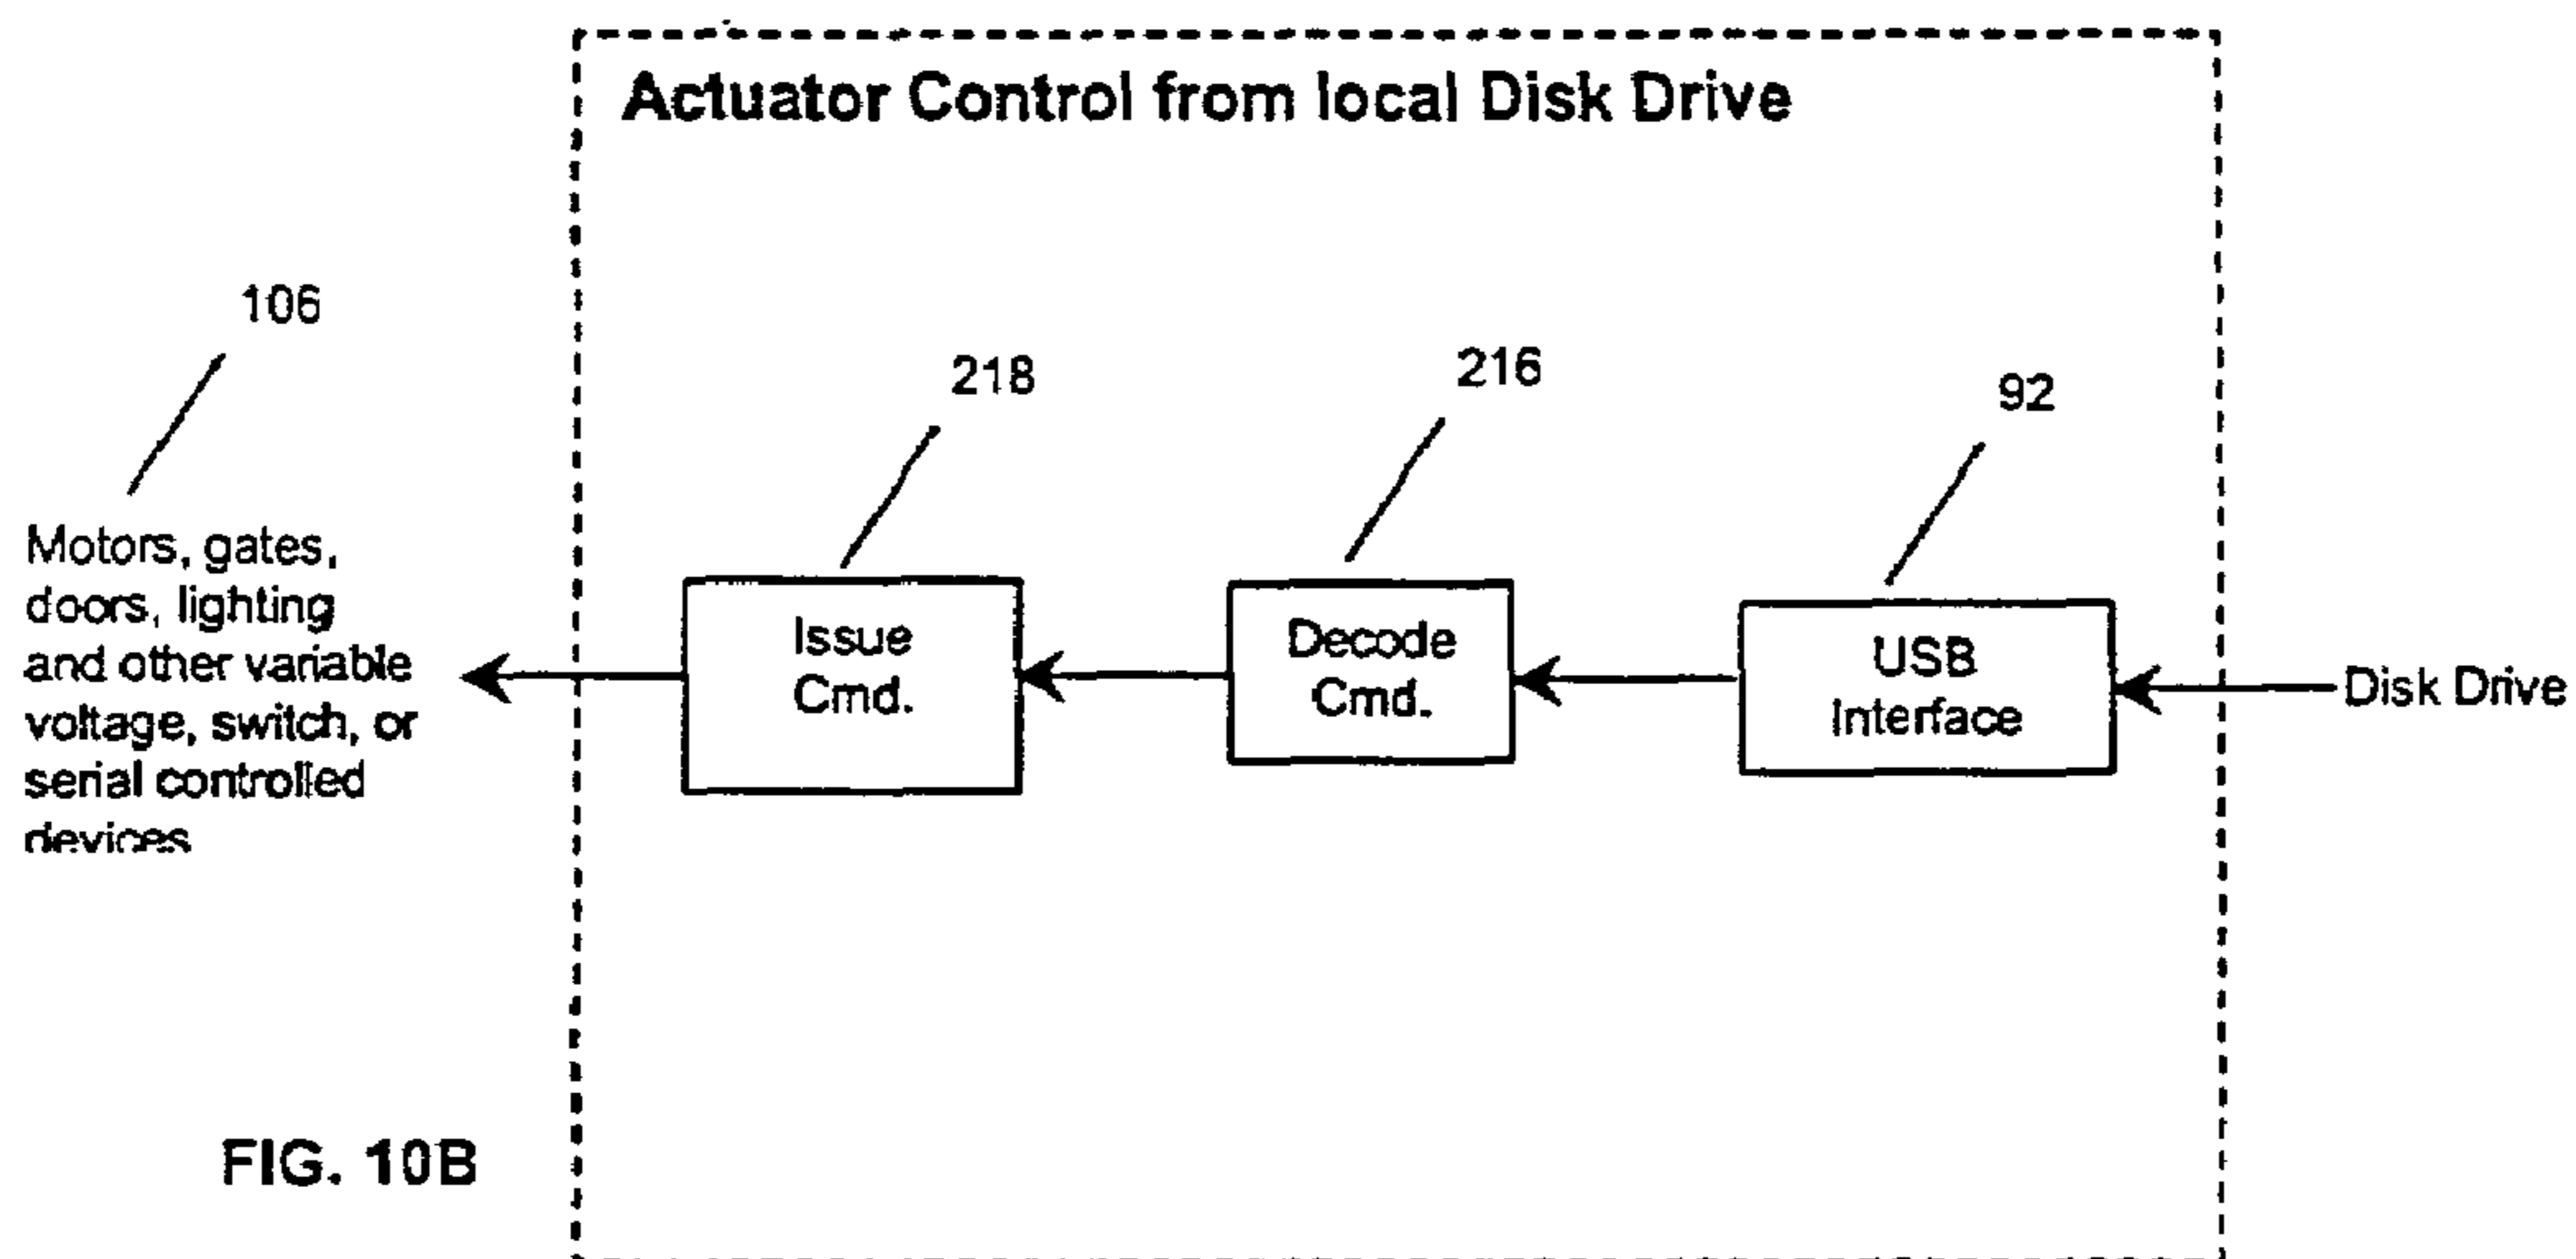 Actuator Control from local Disk Drive
106
218
216
92
Motors, gates,
doors, lighting
and other variable
voltage, switch, or
serial controlled
devices
Issue
Cmd.
Decode
Cmd.
USB
Interface
Disk Drive
FIG. 10B